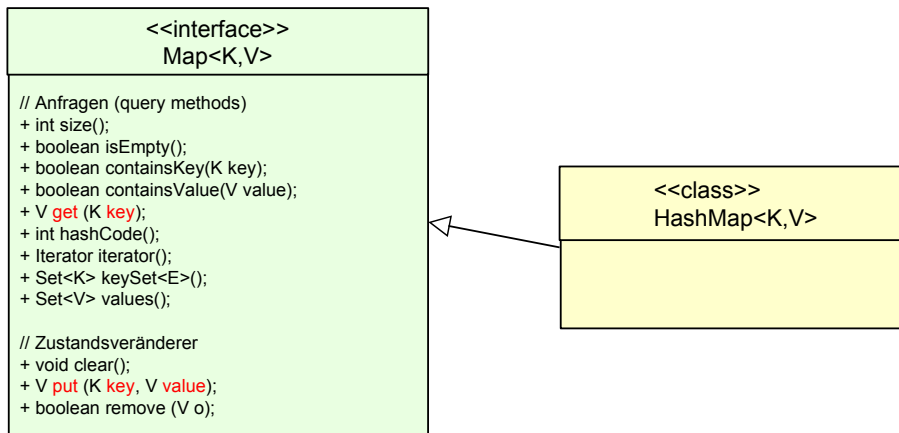 <<interface>>
Map<K,V>
// Anfragen (query methods)
+ int size();
+ boolean isEmpty();
+ boolean containsKey(K key);
+ boolean containsValue(V value);
+ V get (K key);
+ int hashCode();
+ Iterator iterator();
+ Set<K> keySet<E>();
+ Set<V> values();
// Zustandsveränderer
+ void clear();
+ V put (K key, V value);
+ boolean remove (V o);
<<class>>
HashMap<K,V>